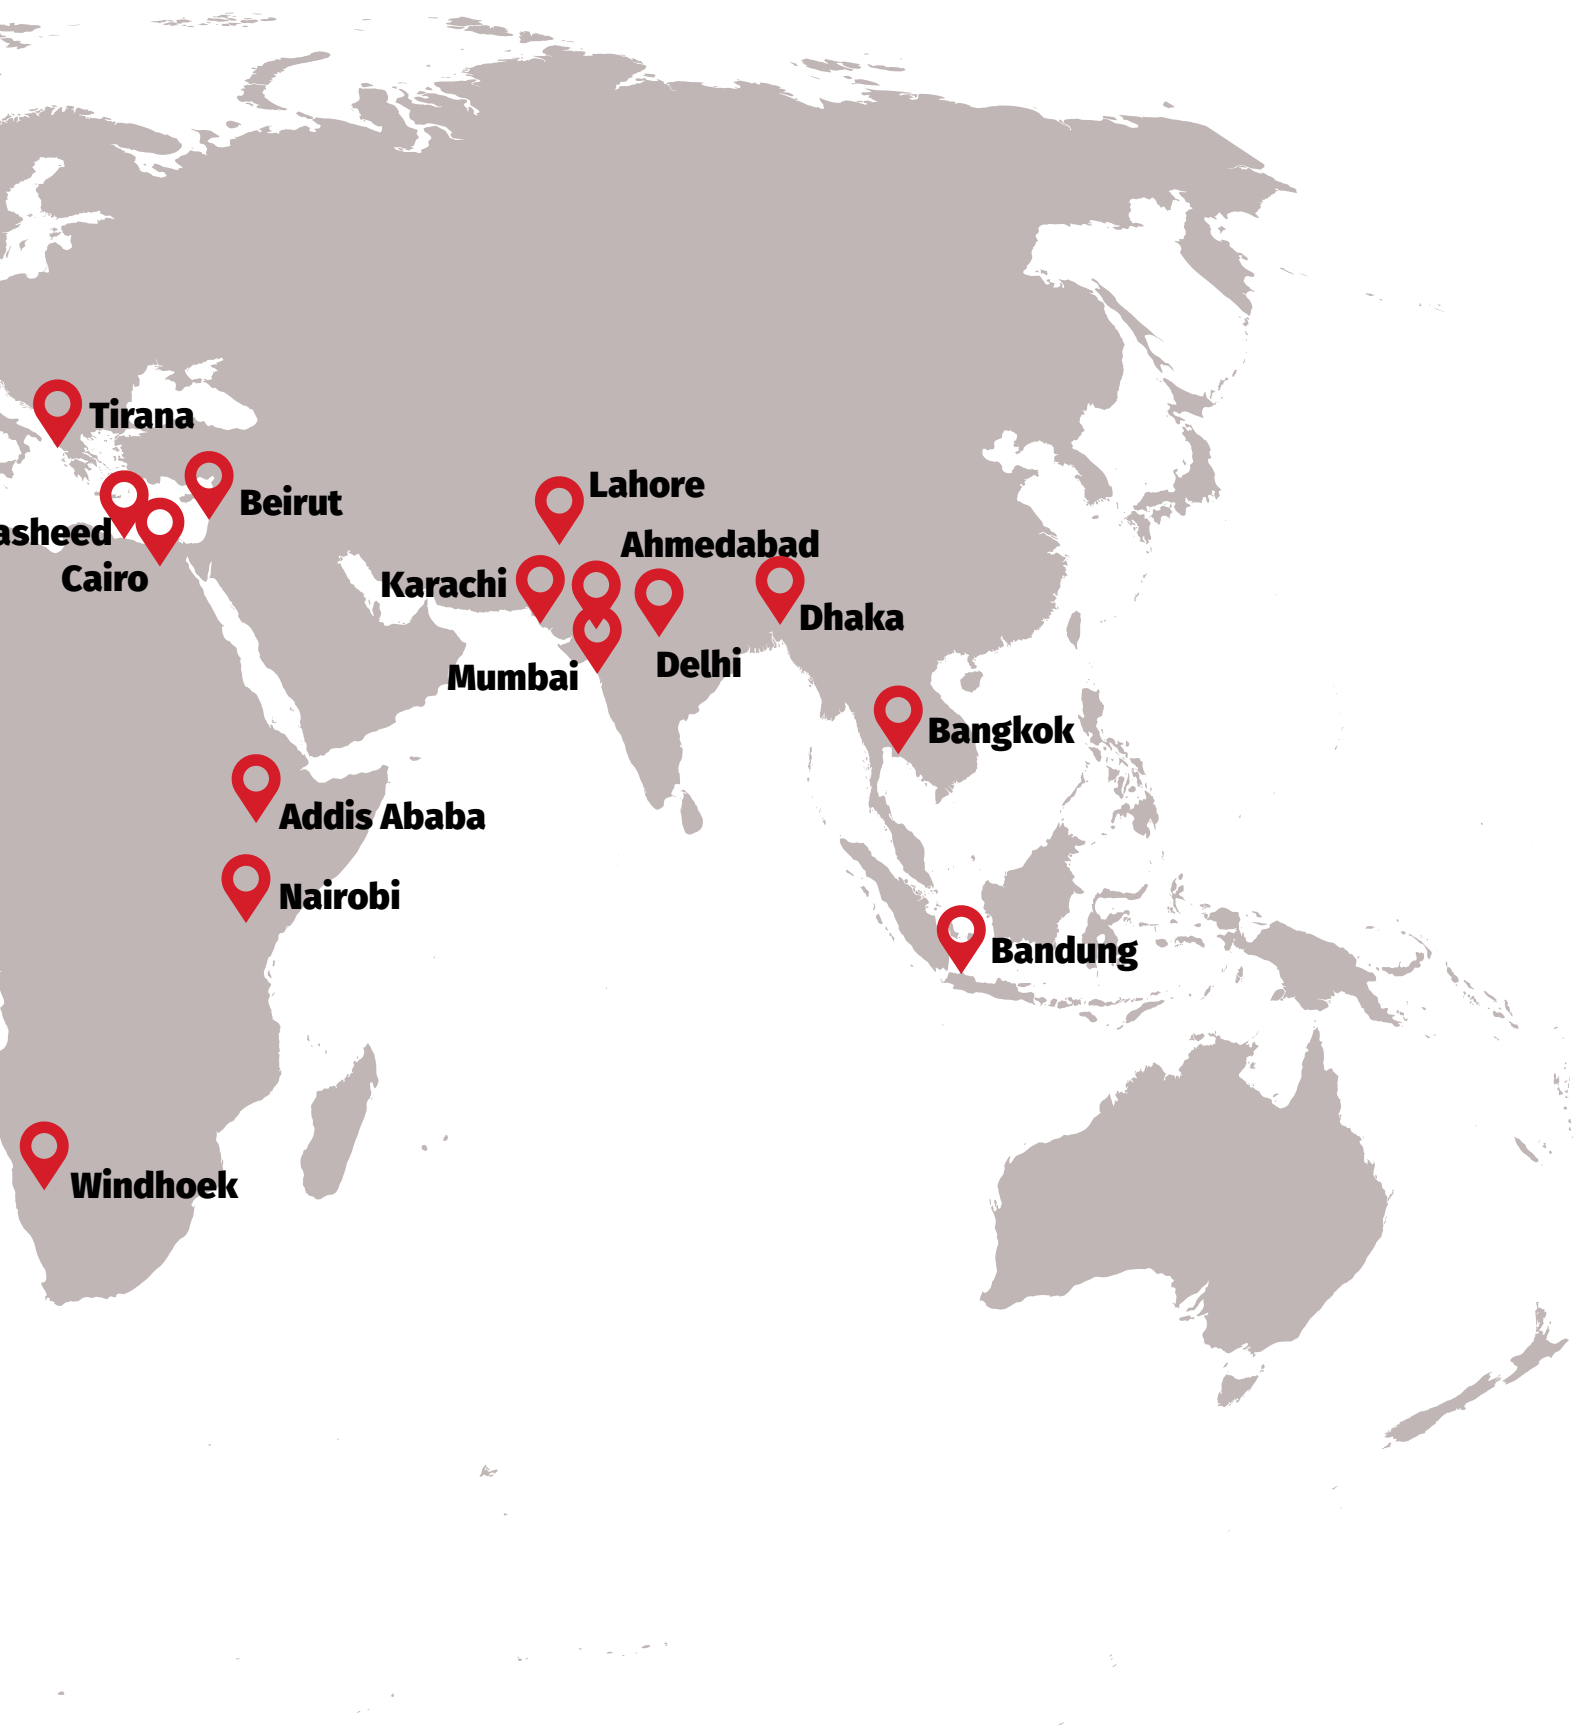 Tirana
Lahore
Beirut
asheed
Ahmedabad
Cairo
Karachi
Dhaka
Delhi
Mumbai
Bangkok
Addis Ababa
Nairobi
Bandung
Windhoek